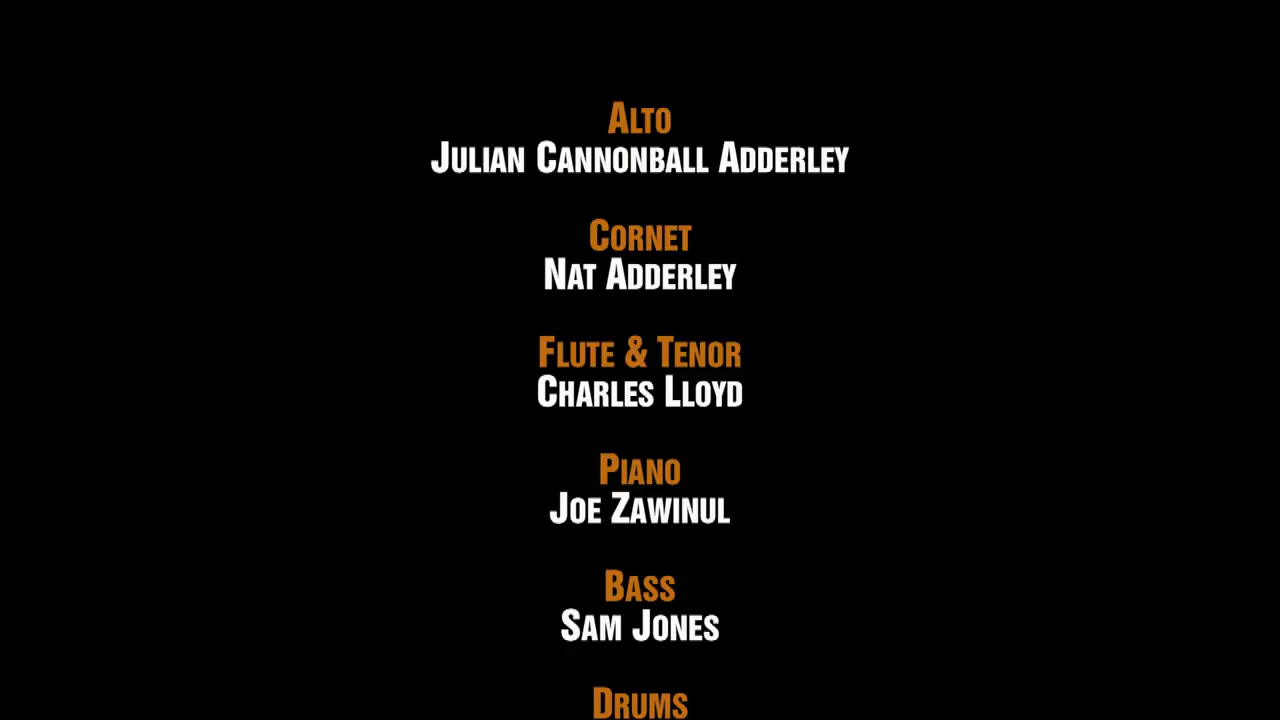 ALTO
JULIAN CANNONBALL ADDERLEY
CORNET
NAT ADDERLEY
FLUTE & TENOR
CHARLES LLOYD
PIANO
JOE ZAWINUL
BASS
SAM JONES
DRUMS